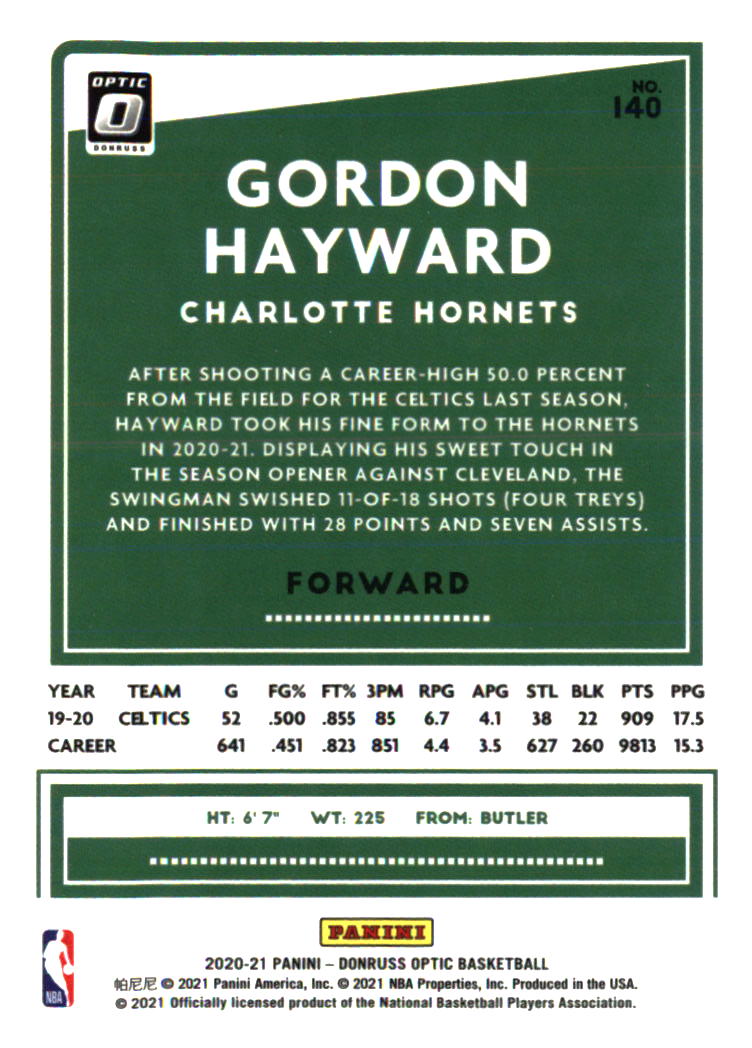 OPTIC
O
DONRUSS
NO.
140
GORDON
HAYWARD
CHARLOTTE HORNETS
AFTER SHOOTING A CAREER-HIGH 50.0 PERCENT
FROM THE FIELD FOR THE CELTICS LAST SEASON,
HAYWARD TOOK HIS FINE FORM TO THE HORNETS
IN 2020-21. DISPLAYING HIS SWEET TOUCH IN
THE SEASON OPENER AGAINST CLEVELAND, THE
SWINGMAN SWISHED 11-OF-18 SHOTS (FOUR TREYS)
AND FINISHED WITH 28 POINTS AND SEVEN ASSISTS.
FORWARD
YEAR TEAM G FG% FT% 3PM RPG APG STL BLK PTS PPG
19-20 CELTICS 52 .500 .855 85 6.7 4.1 38 22 909 17.5
CAREER 641 .451 .823 851 4.4 3.5 627 260 9813 15.3
HT: 6' 7" WT: 225 FROM: BUTLER
PANINI
NBA
2020-21 PANINI – DONRUSS OPTIC BASKETBALL
帕尼尼 © 2021 Panini America, Inc. © 2021 NBA Properties, Inc. Produced in the USA.
© 2021 Officially licensed product of the National Basketball Players Association.